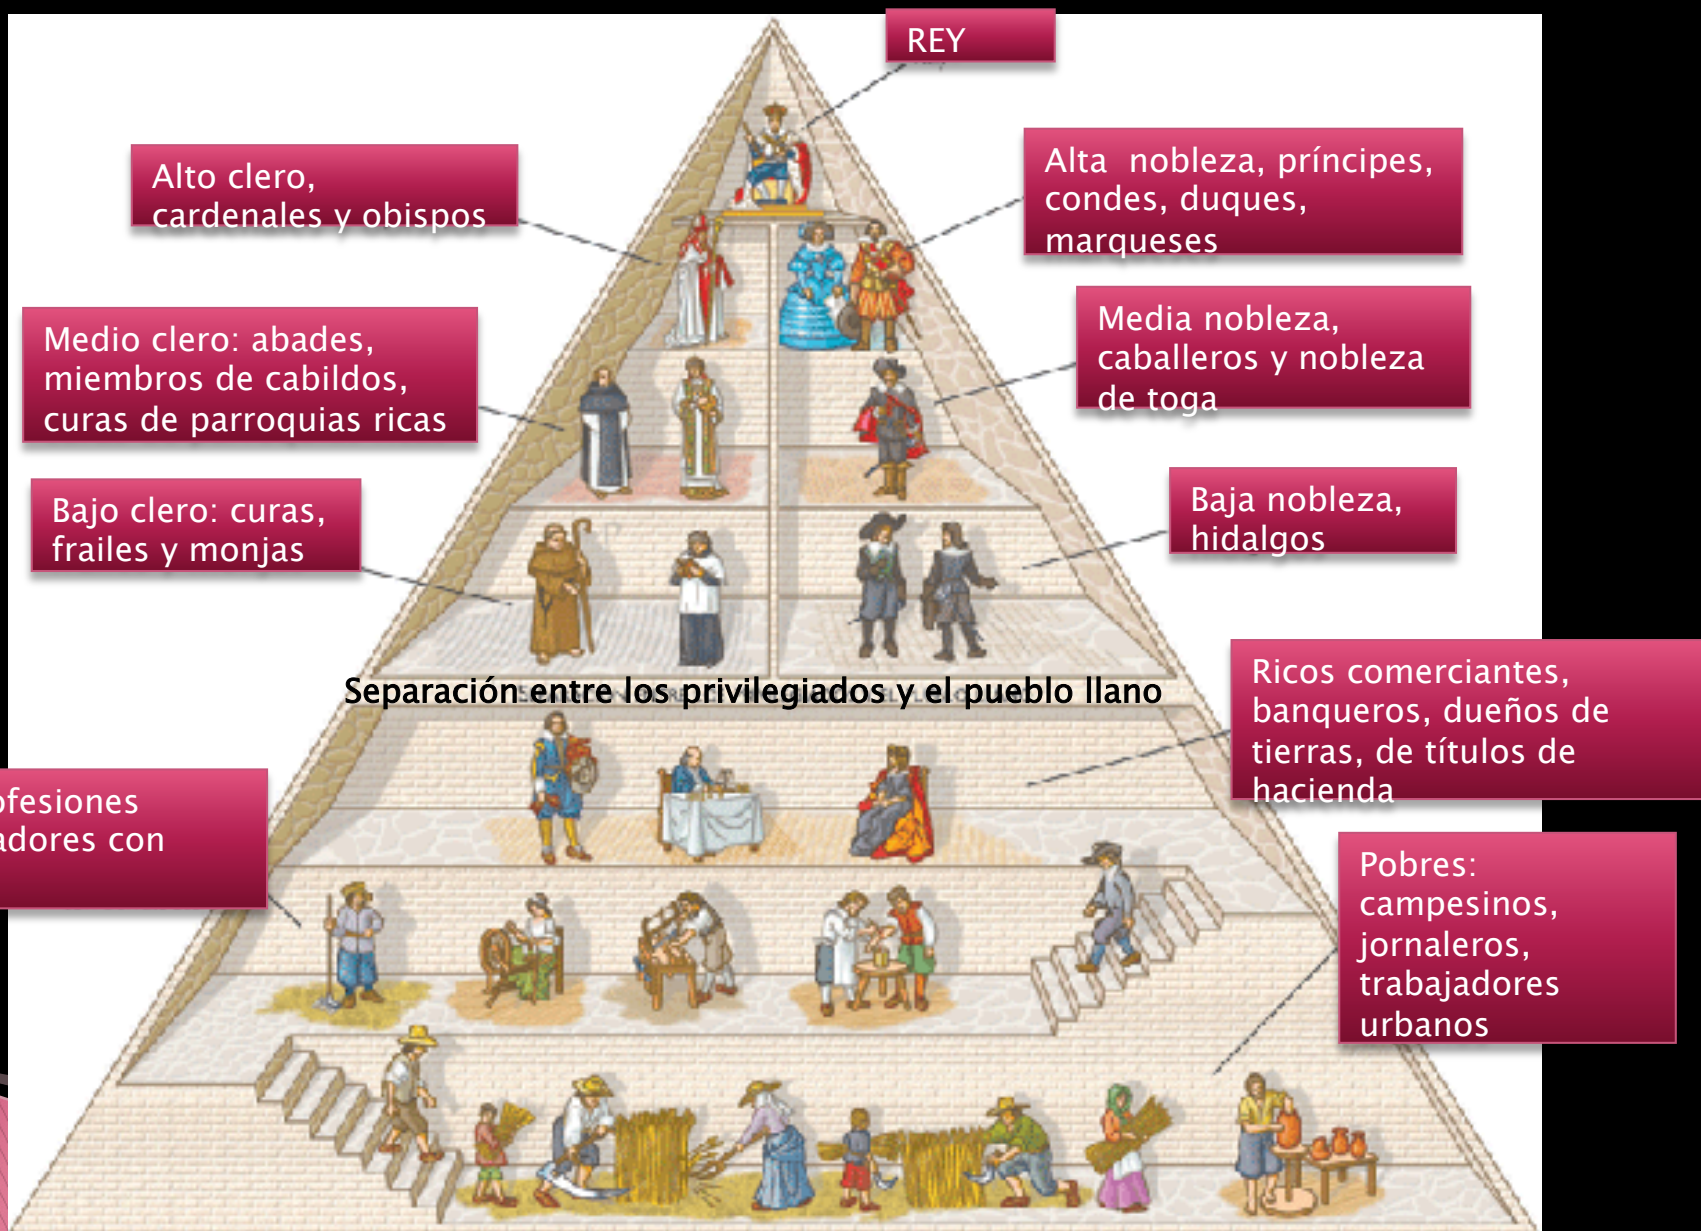 REY
Alto clero,
cardenales y obispos
Alta nobleza, príncipes,
condes, duques,
marqueses
Medio clero: abades,
miembros de cabildos,
curas de parroquias ricas
Media nobleza,
caballeros y nobleza
de toga
Bajo clero: curas,
frailes y monjas
Baja nobleza,
hidalgos
Separación entre los privilegiados y el pueblo llano
Ricos comerciantes,
banqueros, dueños de
tierras, de títulos de
hacienda
ofesiones
adores con
Pobres:
campesinos,
jornaleros,
trabajadores
urbanos